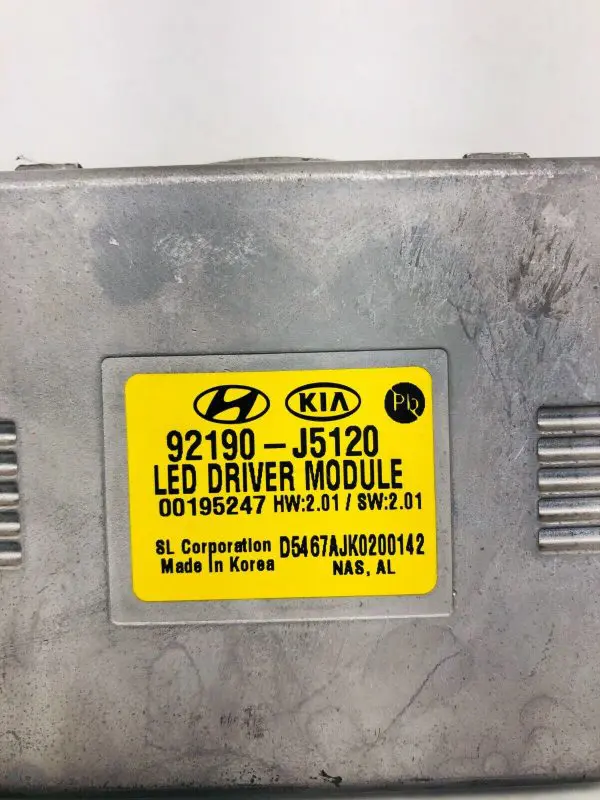 KIA Pb
92190-J5120
LED DRIVER MODULE
00195247 HW:2.01 / SW:2.01
SL Corporation D5467AJK0200142
Made In Korea NAS, AL